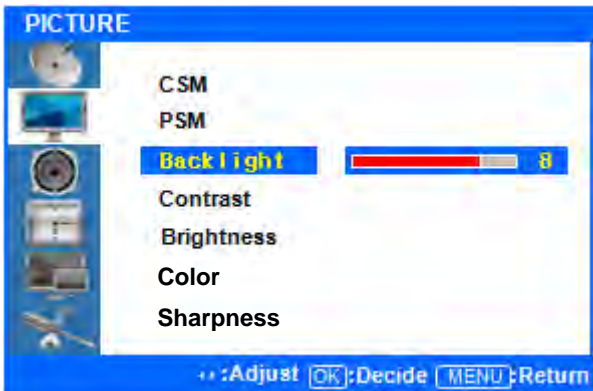 PICTURE
CSM
PSM
Backlight 8
Contrast
Brightness
Color
Sharpness
:Adjust OK:Decide MENU:Return